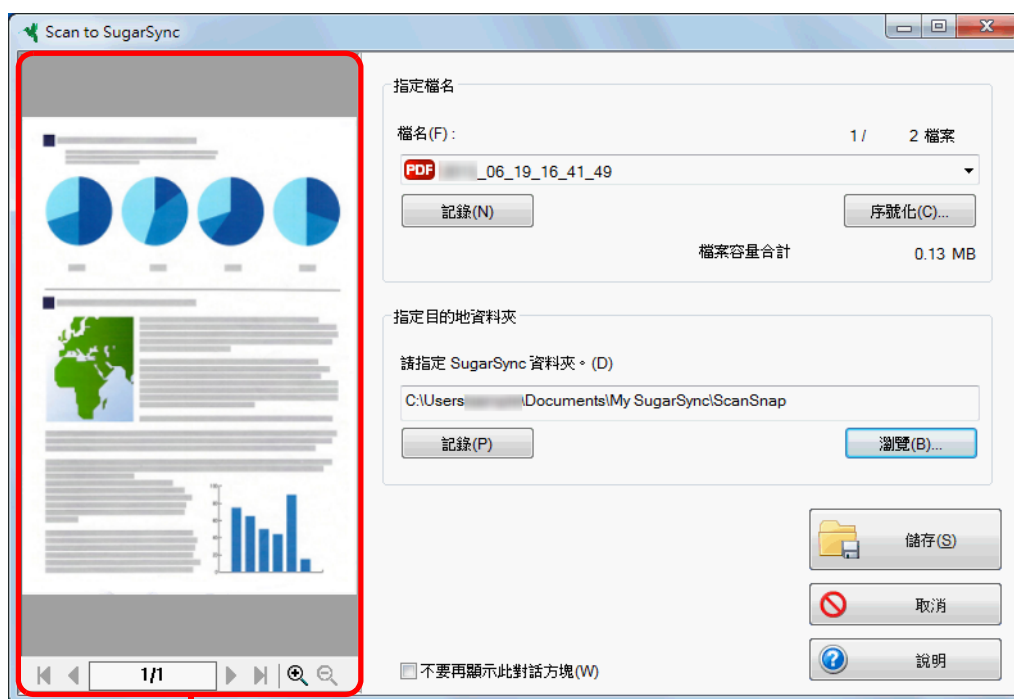 Scan to SugarSync
指定檔名
檔名(F) :
1 / 2 檔案
PDF _06_19_16_41_49
記錄(N)
序號化(C)...
檔案容量合計 0.13 MB
指定目的地資料夾
請指定 SugarSync 資料夾。(D)
C:\Users \Documents\My SugarSync\ScanSnap
記錄(P)
瀏覽(B)...
儲存(S)
取消
說明
1/1
不要再顯示此對話方塊(W)